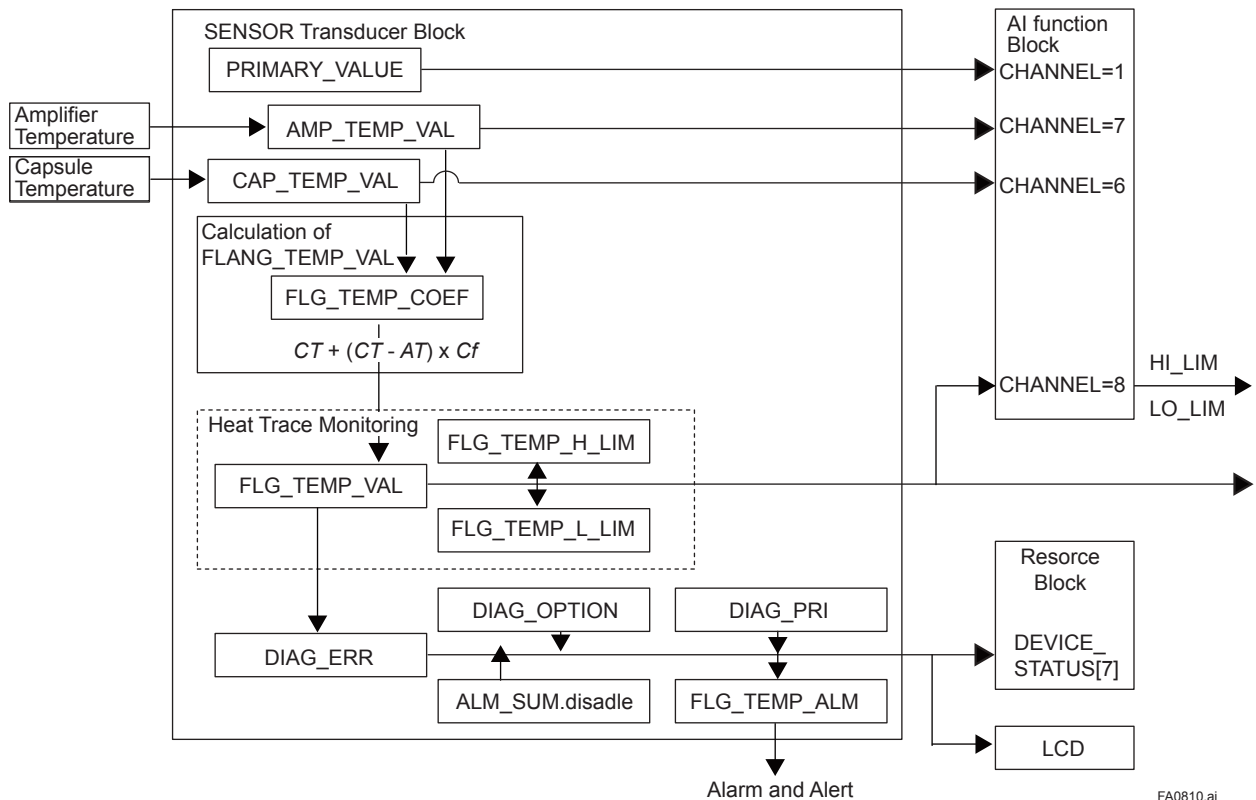 SENSOR Transducer Block
PRIMARY_VALUE
AI function
Block
CHANNEL=1
Amplifier
Temperature
AMP_TEMP_VAL
CHANNEL=7
Capsule
Temperature
CAP_TEMP_VAL
CHANNEL=6
Calculation of
FLANG_TEMP_VAL
FLG_TEMP_COEF
CT + (CT - AT) x Cf
CHANNEL=8
HI_LIM
LO_LIM
Heat Trace Monitoring
FLG_TEMP_H_LIM
FLG_TEMP_VAL
FLG_TEMP_L_LIM
Resorce
Block
DEVICE_
STATUS[7]
DIAG_OPTION
DIAG_PRI
DIAG_ERR
ALM_SUM.disadle
FLG_TEMP_ALM
LCD
Alarm and Alert
FA0810.ai